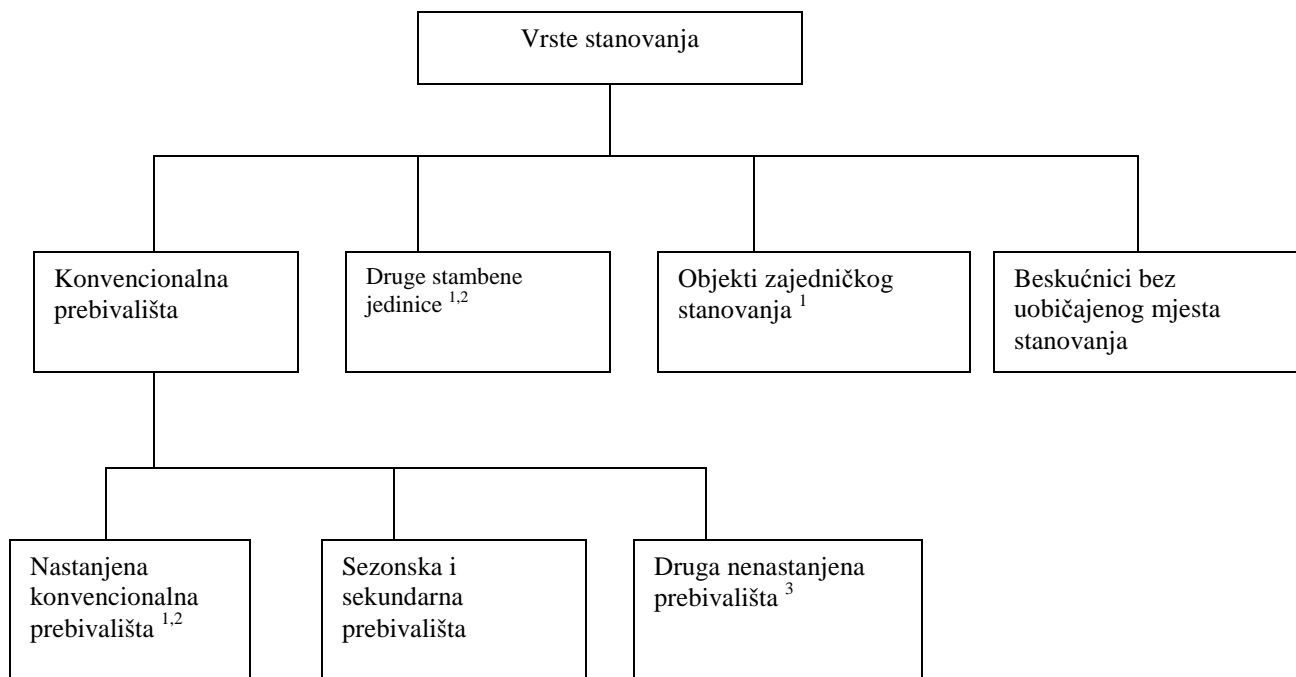 Vrste stanovanja
Konvencionalna
prebivališta
Druge stambene
jedinice 1,2
Objekti zajedničkog
stanovanja 1
Beskućnici bez
uobičajenog mjesta
stanovanja
Nastanjena
konvencionalna
prebivališta 1,2
Sezonska i
sekundarna
prebivališta
Druga nenastanjena
prebivališta 3